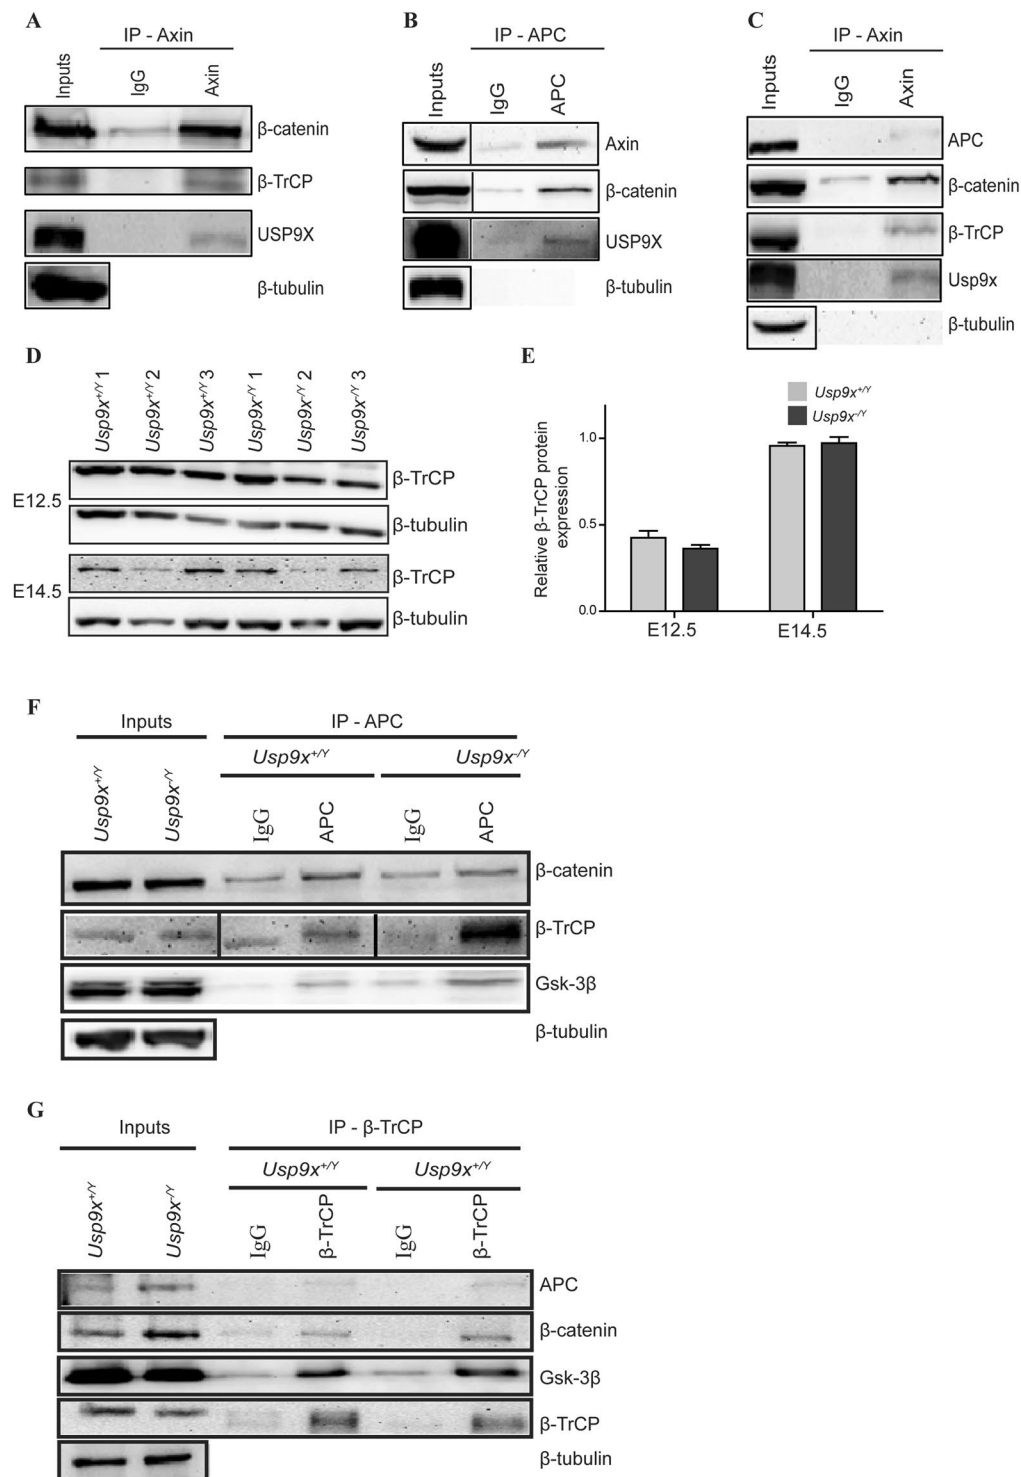 A
IP - Axin
Inputs
IgG
Axin
β-catenin
β-TrCP
USP9X
β-tubulin
B
IP - APC
Inputs
IgG
APC
Axin
β-catenin
USP9X
β-tubulin
C
IP - Axin
Inputs
IgG
Axin
APC
β-catenin
β-TrCP
Usp9x
β-tubulin
D
Usp9x+/Y 1
Usp9x+/Y 2
Usp9x+/Y 3
Usp9x-/Y 1
Usp9x-/Y 2
Usp9x-/Y 3
E12.5
β-TrCP
β-tubulin
E14.5
β-TrCP
β-tubulin
E
Usp9x+/Y
Usp9x-/Y
Relative β-TrCP protein
expression
1.0
0.5
0.0
E12.5
E14.5
F
Inputs
IP - APC
Usp9x+/Y
Usp9x-/Y
Usp9x+/Y
Usp9x-/Y
IgG
APC
IgG
APC
β-catenin
β-TrCP
Gsk-3β
β-tubulin
G
Inputs
IP - β-TrCP
Usp9x+/Y
Usp9x+/Y
Usp9x+/Y
Usp9x-/Y
IgG
β-TrCP
IgG
β-TrCP
APC
β-catenin
Gsk-3β
β-TrCP
β-tubulin